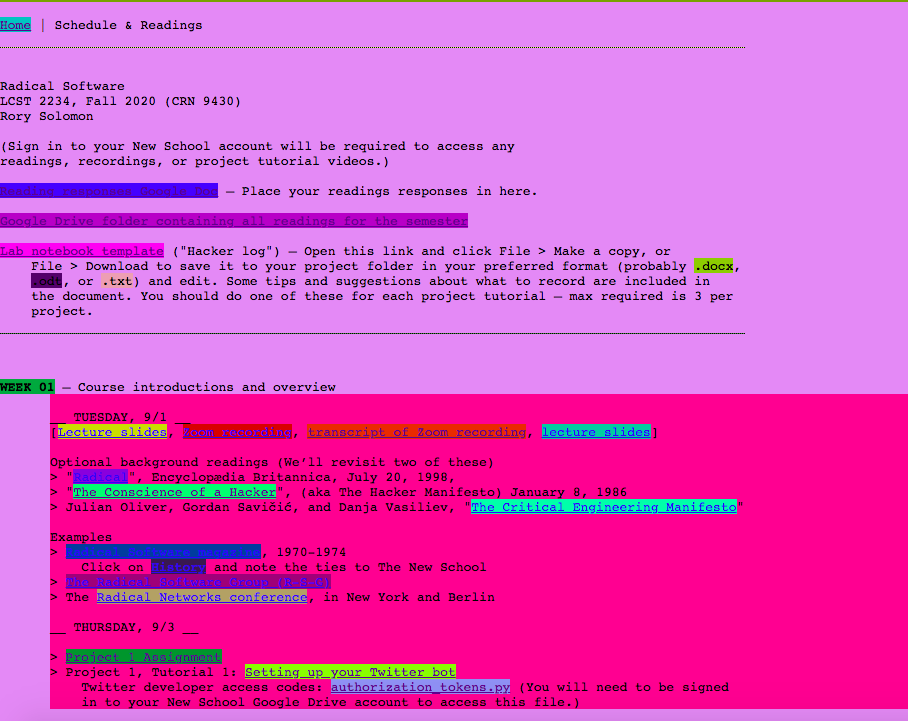 Home | Schedule & Readings
Radical Software
LCST 2234, Fall 2020 (CRN 9430)
Rory Solomon
(Sign in to your New School account will be required to access any
readings, recordings, or project tutorial videos.)
Reading responses Google Doc — Place your readings responses in here.
Google Drive folder containing all readings for the semester
Lab notebook template ("Hacker log") — Open this link and click File > Make a copy, or
File > Download to save it to your project folder in your preferred format (probably .docx,
.odt, or .txt) and edit. Some tips and suggestions about what to record are included in
the document. You should do one of these for each project tutorial — max required is 3 per
project.
WEEK 01 — Course introductions and overview
__ TUESDAY, 9/1 __
[Lecture slides, Zoom recording, transcript of Zoom recording, lecture slides]
Optional background readings (We'll revisit two of these)
> "Radical", Encyclopædia Britannica, July 20, 1998,
> "The Conscience of a Hacker", (aka The Hacker Manifesto) January 8, 1986
> Julian Oliver, Gordan Savičić, and Danja Vasiliev, "The Critical Engineering Manifesto"
Examples
> Radical Software magazine, 1970-1974
Click on History and note the ties to The New School
> The Radical Software Group (R-S-G)
> The Radical Networks conference, in New York and Berlin
__ THURSDAY, 9/3 __
> Project 1 Assignment
> Project 1, Tutorial 1: Setting up your Twitter bot
Twitter developer access codes: authorization_tokens.py (You will need to be signed
in to your New School Google Drive account to access this file.)